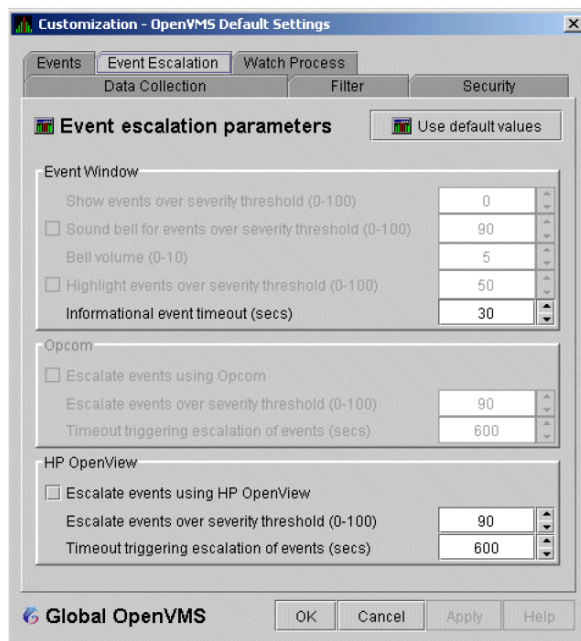 Customization - OpenVMS Default Settings
Events Event Escalation Watch Process
Data Collection Filter Security
Event escalation parameters Use default values
Event Window
Show events over severity threshold (0-100) 0
Sound bell for events over severity threshold (0-100) 90
Bell volume (0-10) 5
Highlight events over severity threshold (0-100) 50
Informational event timeout (secs) 30
Opcom
Escalate events using Opcom
Escalate events over severity threshold (0-100) 90
Timeout triggering escalation of events (secs) 600
HP OpenView
Escalate events using HP OpenView
Escalate events over severity threshold (0-100) 90
Timeout triggering escalation of events (secs) 600
Global OpenVMS OK Cancel Apply Help